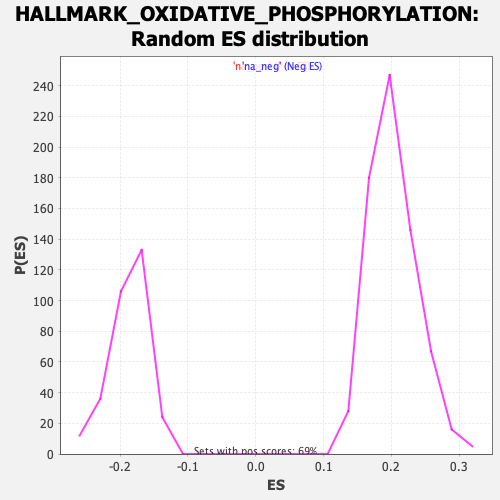 HALLMARK_OXIDATIVE_PHOSPHORYLATION:
Random ES distribution
'n'na_neg' (Neg ES)
240
220
200
180
160
140
120
100
80
60
40
20
0
P(ES)
Sets with pos scores: 69%
-0.2 -0.1 0.0 0.1 0.2 0.3
ES